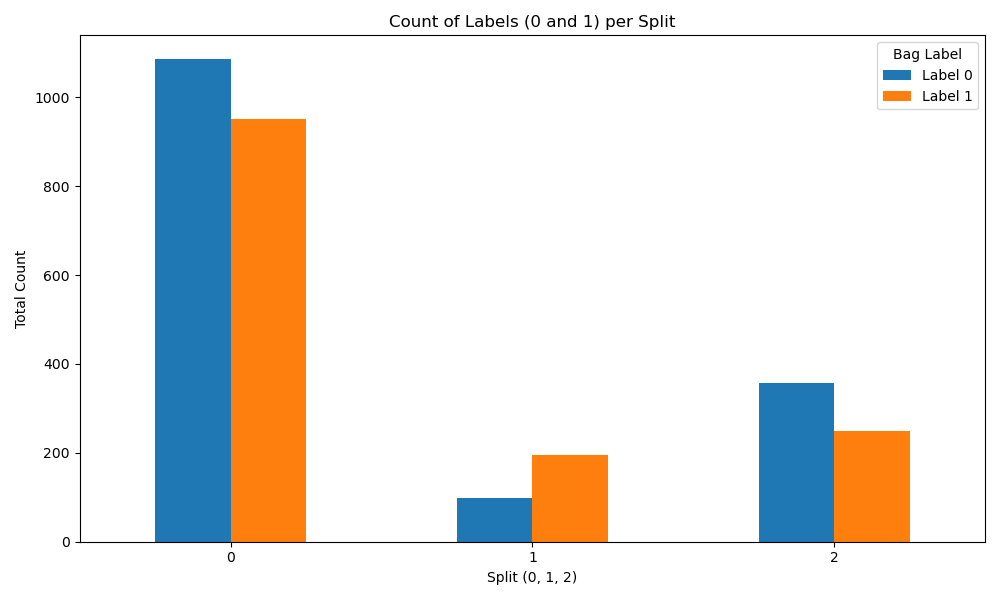 Count of Labels (0 and 1) per Split
Bag Label
Label 0
Label 1
Total Count
1000
800
600
400
200
0
0 1 2
Split (0, 1, 2)